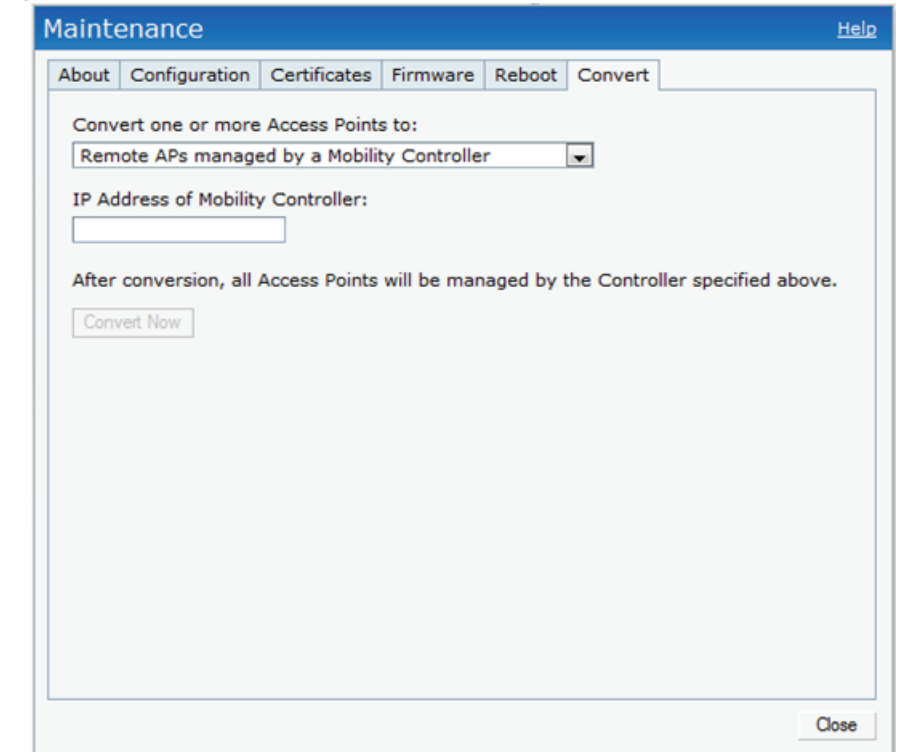 Maintenance Help
About Configuration Certificates Firmware Reboot Convert
Convert one or more Access Points to:
Remote APs managed by a Mobility Controller
IP Address of Mobility Controller:
After conversion, all Access Points will be managed by the Controller specified above.
Convert Now
Close